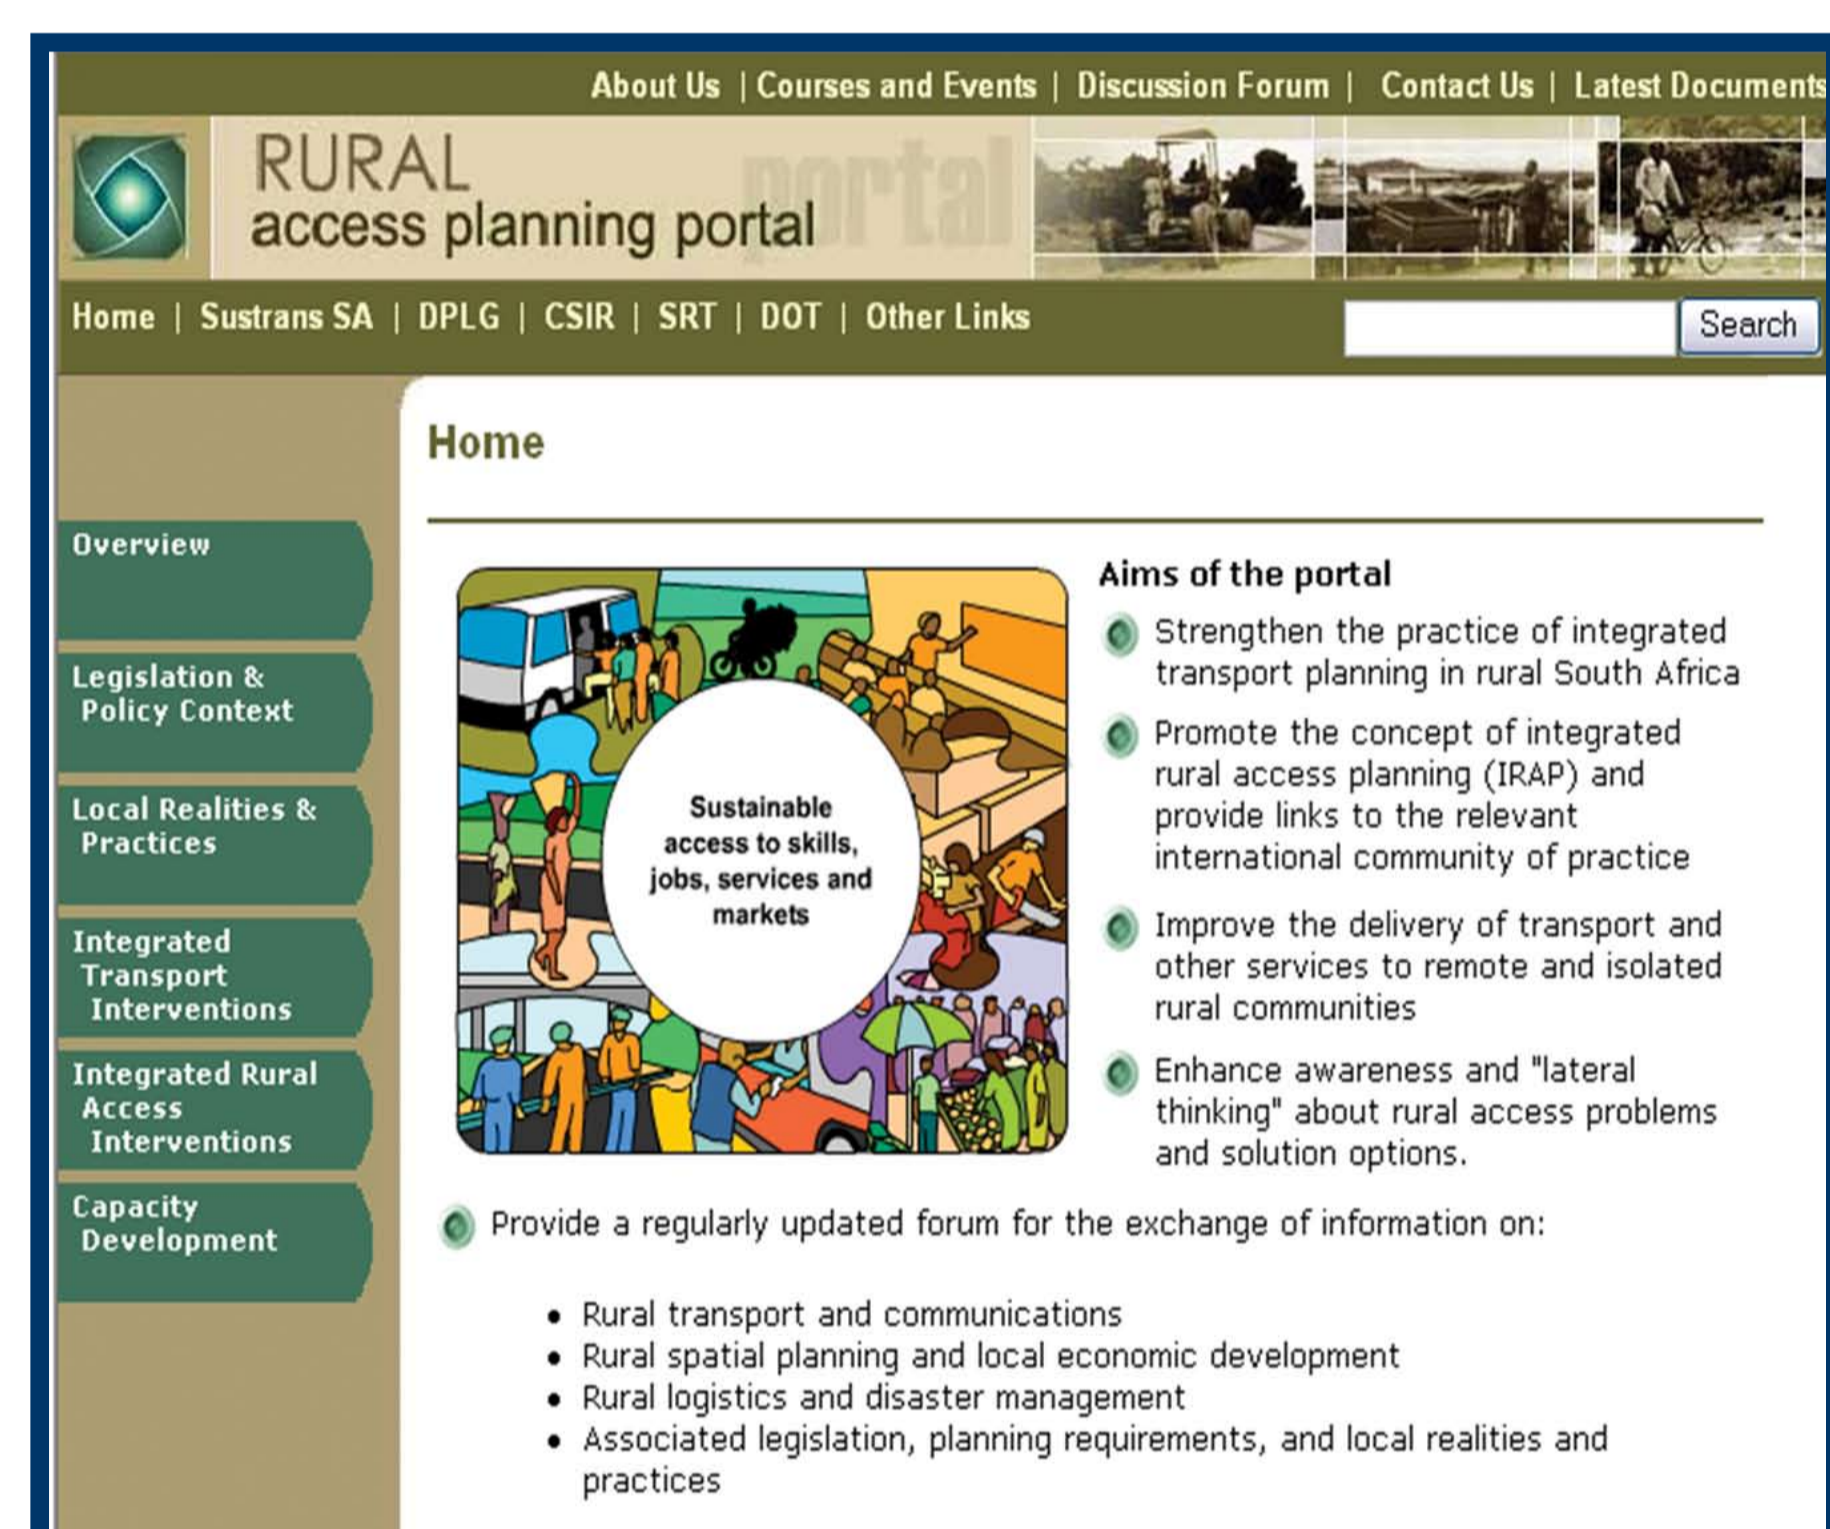 About Us | Courses and Events | Discussion Forum | Contact Us | Latest Documents
RURAL
portal
access planning portal
Home | Sustrans SA | DPLG | CSIR | SRT | DOT | Other Links
Search
Home
Overview
Legislation &
Policy Context
Local Realities &
Practices
Integrated
Transport
Interventions
Integrated Rural
Access
Interventions
Capacity
Development
Sustainable
access to skills,
jobs, services and
markets
Aims of the portal
Strengthen the practice of integrated
transport planning in rural South Africa
Promote the concept of integrated
rural access planning (IRAP) and
provide links to the relevant
international community of practice
Improve the delivery of transport and
other services to remote and isolated
rural communities
Enhance awareness and "lateral
thinking" about rural access problems
and solution options.
Provide a regularly updated forum for the exchange of information on:
• Rural transport and communications
• Rural spatial planning and local economic development
• Rural logistics and disaster management
• Associated legislation, planning requirements, and local realities and
practices